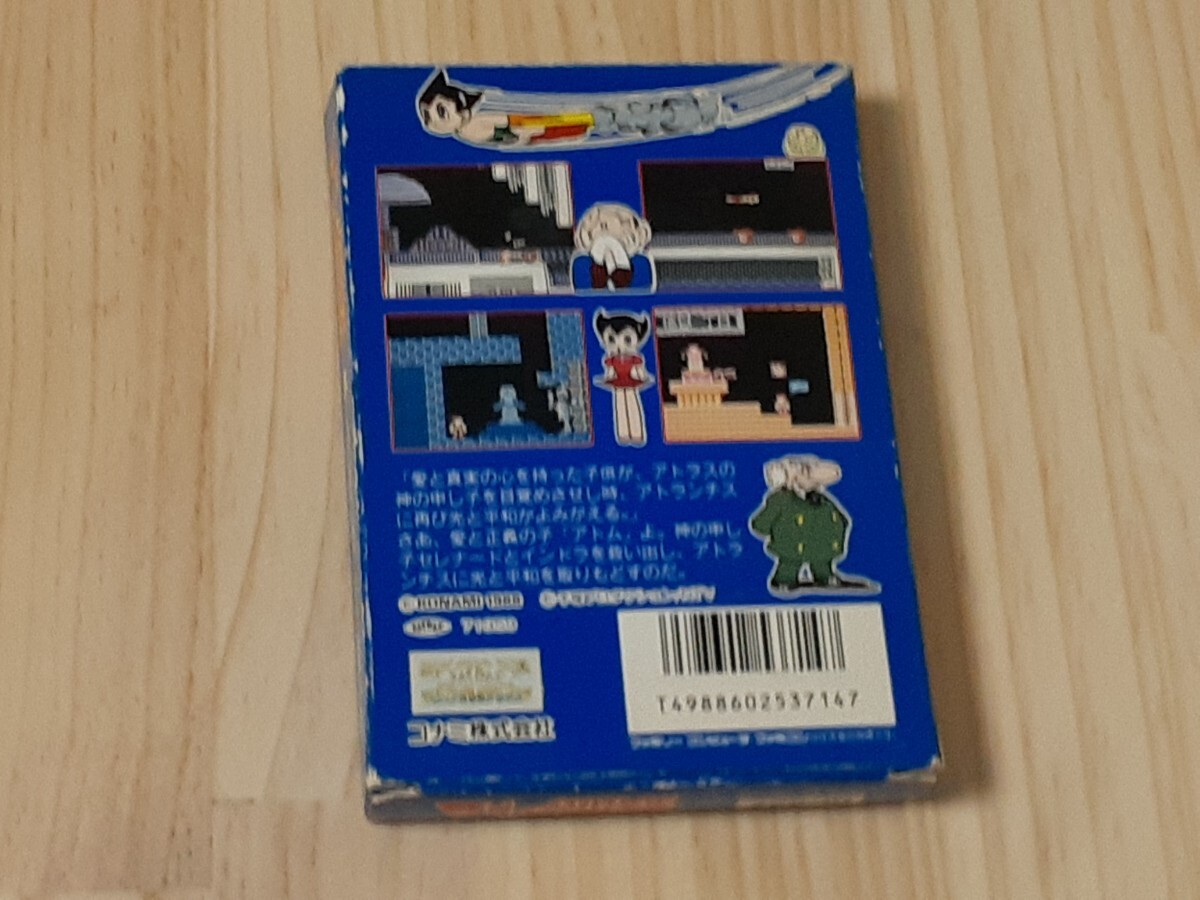 「愛と真実の心を持った子供が、アトラスの
神の申し子を目覚めさせし時、アトランチス
に再び光と平和がよみがえる。」
さあ、愛と正義の子「アトム」よ、神の申し
子セレナードとインドラを救い出し、アトラ
ンチスに光と平和を取りもどすのだ。
©KONAMI 1988
コナミ株式会社
T4988602537147